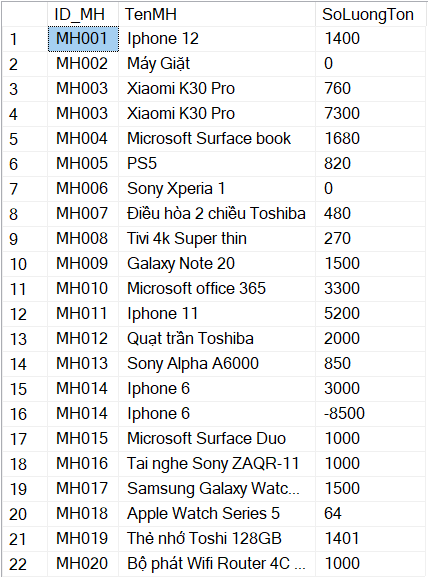 ID_MH TenMH SoLuongTon
1 MH001 Iphone 12 1400
2 MH002 Máy Giặt 0
3 MH003 Xiaomi K30 Pro 760
4 MH003 Xiaomi K30 Pro 7300
5 MH004 Microsoft Surface book 1680
6 MH005 PS5 820
7 MH006 Sony Xperia 1 0
8 MH007 Điều hòa 2 chiều Toshiba 480
9 MH008 Tivi 4k Super thin 270
10 MH009 Galaxy Note 20 1500
11 MH010 Microsoft office 365 3300
12 MH011 Iphone 11 5200
13 MH012 Quạt trần Toshiba 2000
14 MH013 Sony Alpha A6000 850
15 MH014 Iphone 6 3000
16 MH014 Iphone 6 -8500
17 MH015 Microsoft Surface Duo 1000
18 MH016 Tai nghe Sony ZAQR-11 1000
19 MH017 Samsung Galaxy Watc... 1500
20 MH018 Apple Watch Series 5 64
21 MH019 Thẻ nhớ Toshi 128GB 1401
22 MH020 Bộ phát Wifi Router 4C ... 1000